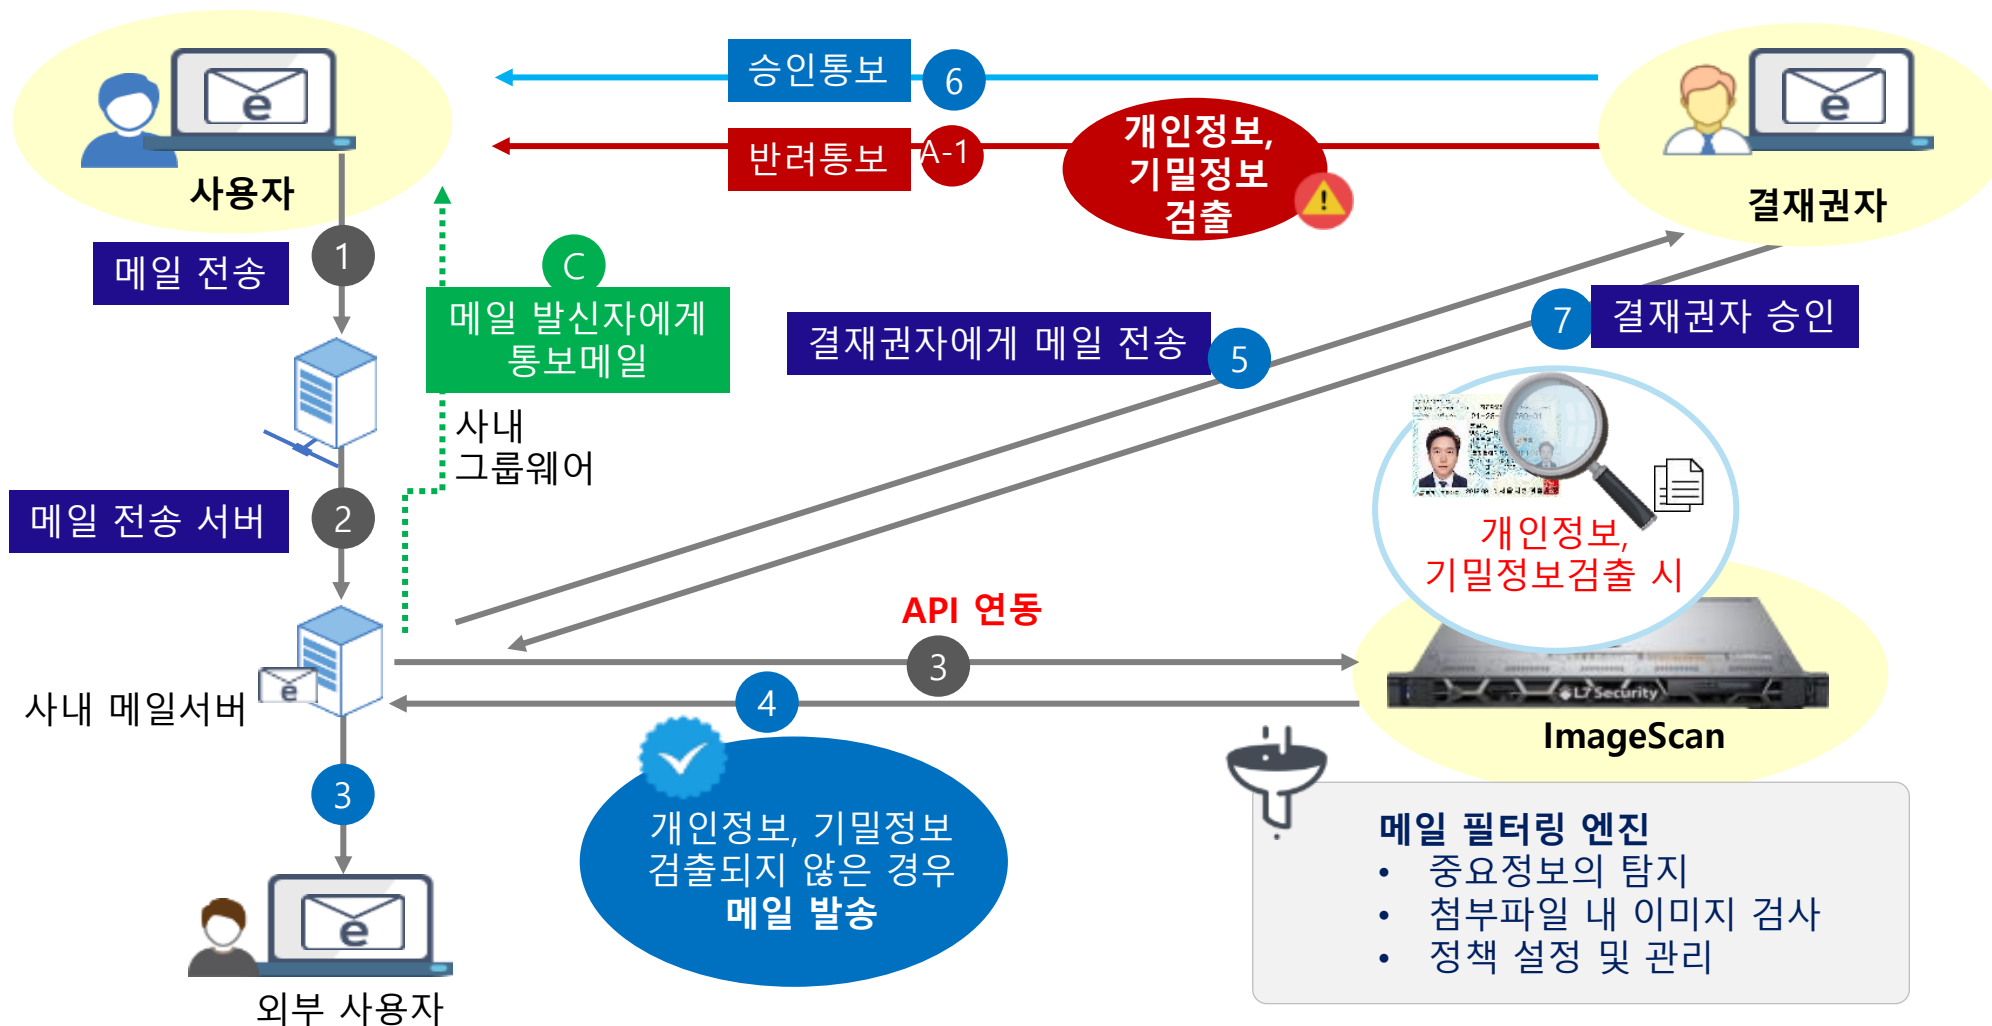 승인통보
6
반려통보
A-1
개인정보,
기밀정보
검출
사용자
결재권자
메일 전송
1
C
메일 발신자에게
통보메일
결재권자에게 메일 전송
5
7
결재권자 승인
사내
그룹웨어
메일 전송 서버
2
개인정보,
기밀정보검출 시
API 연동
3
L7 Security
ImageScan
사내 메일서버
4
3
개인정보, 기밀정보
검출되지 않은 경우
메일 발송
메일 필터링 엔진
• 중요정보의 탐지
• 첨부파일 내 이미지 검사
• 정책 설정 및 관리
외부 사용자
e
e
e
e